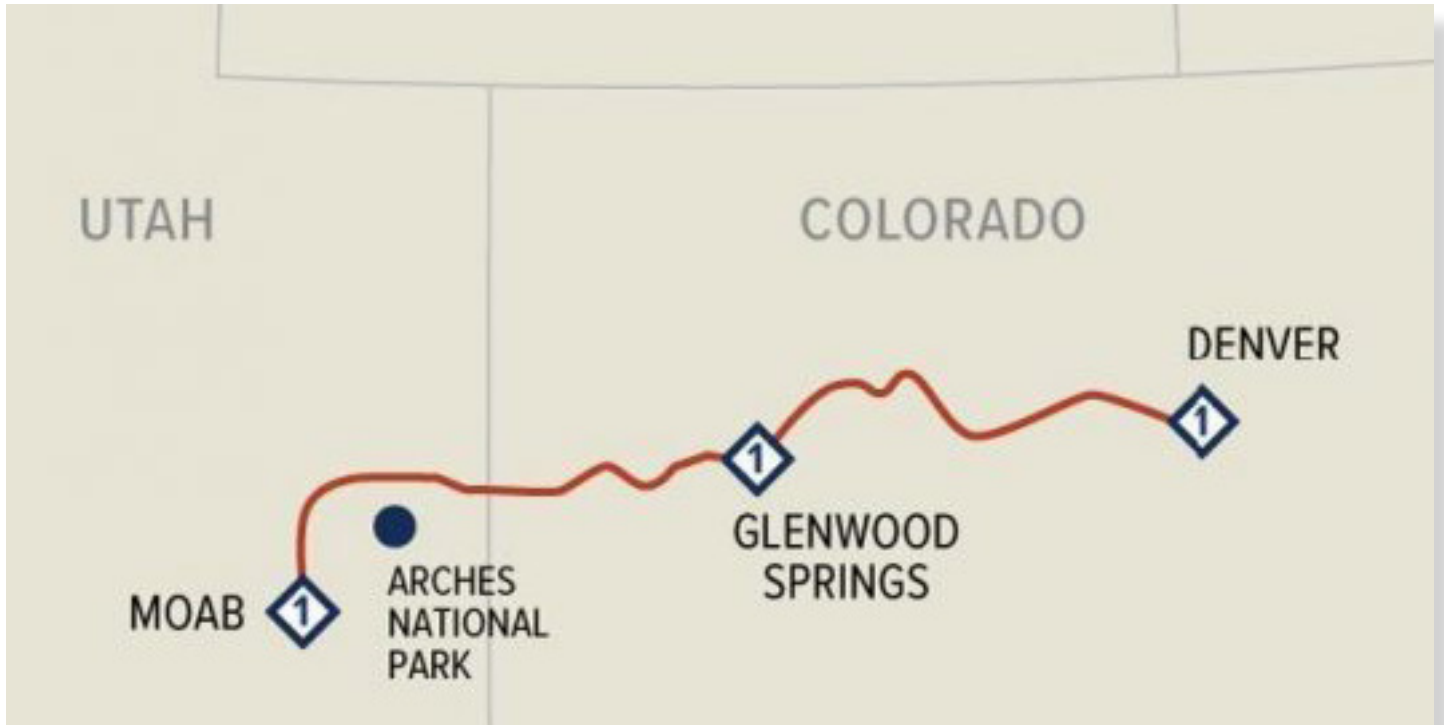 UTAH
COLORADO
DENVER
1
1
GLENWOOD
SPRINGS
ARCHES
NATIONAL
PARK
MOAB
1